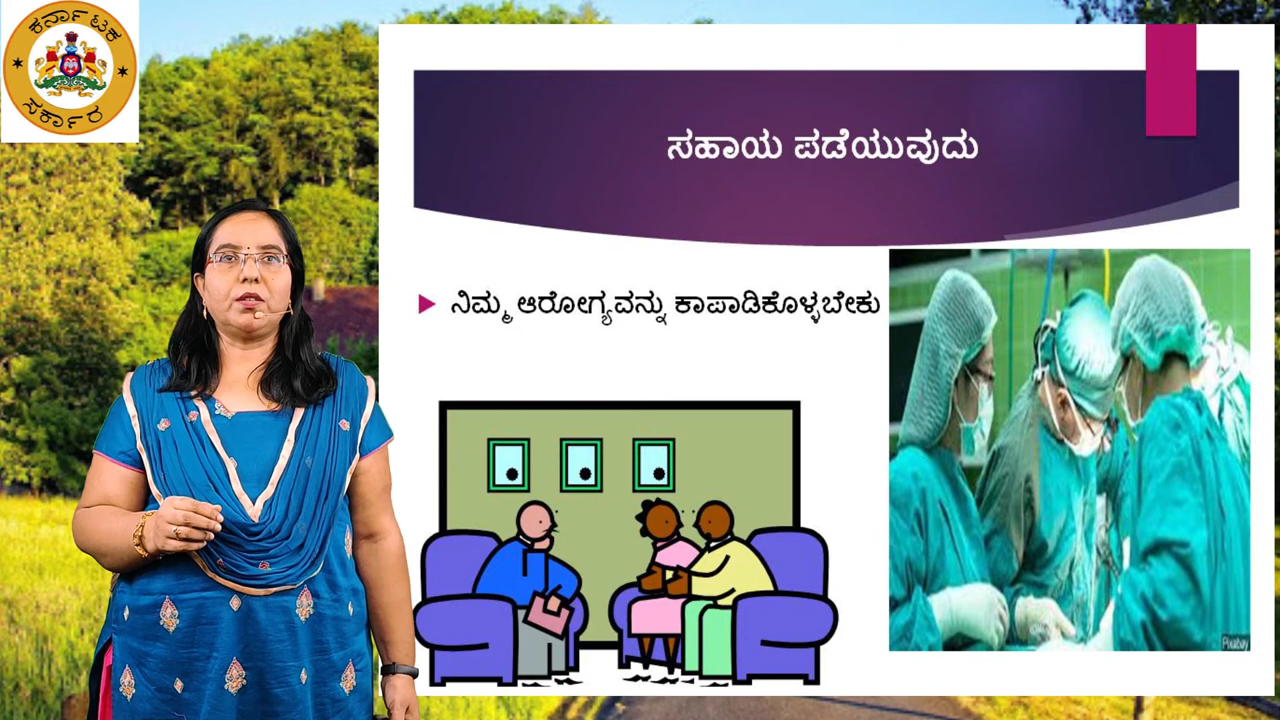 ಕರ್ನಾಟಕ
ಸರ್ಕಾರ
ಸಹಾಯ ಪಡೆಯುವುದು
ನಿಮ್ಮ ಆರೋಗ್ಯವನ್ನು ಕಾಪಾಡಿಕೊಳ್ಳಬೇಕು
Pixabay